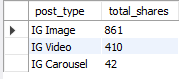 post_type total_shares
IG Image 861
IG Video 410
IG Carousel 42